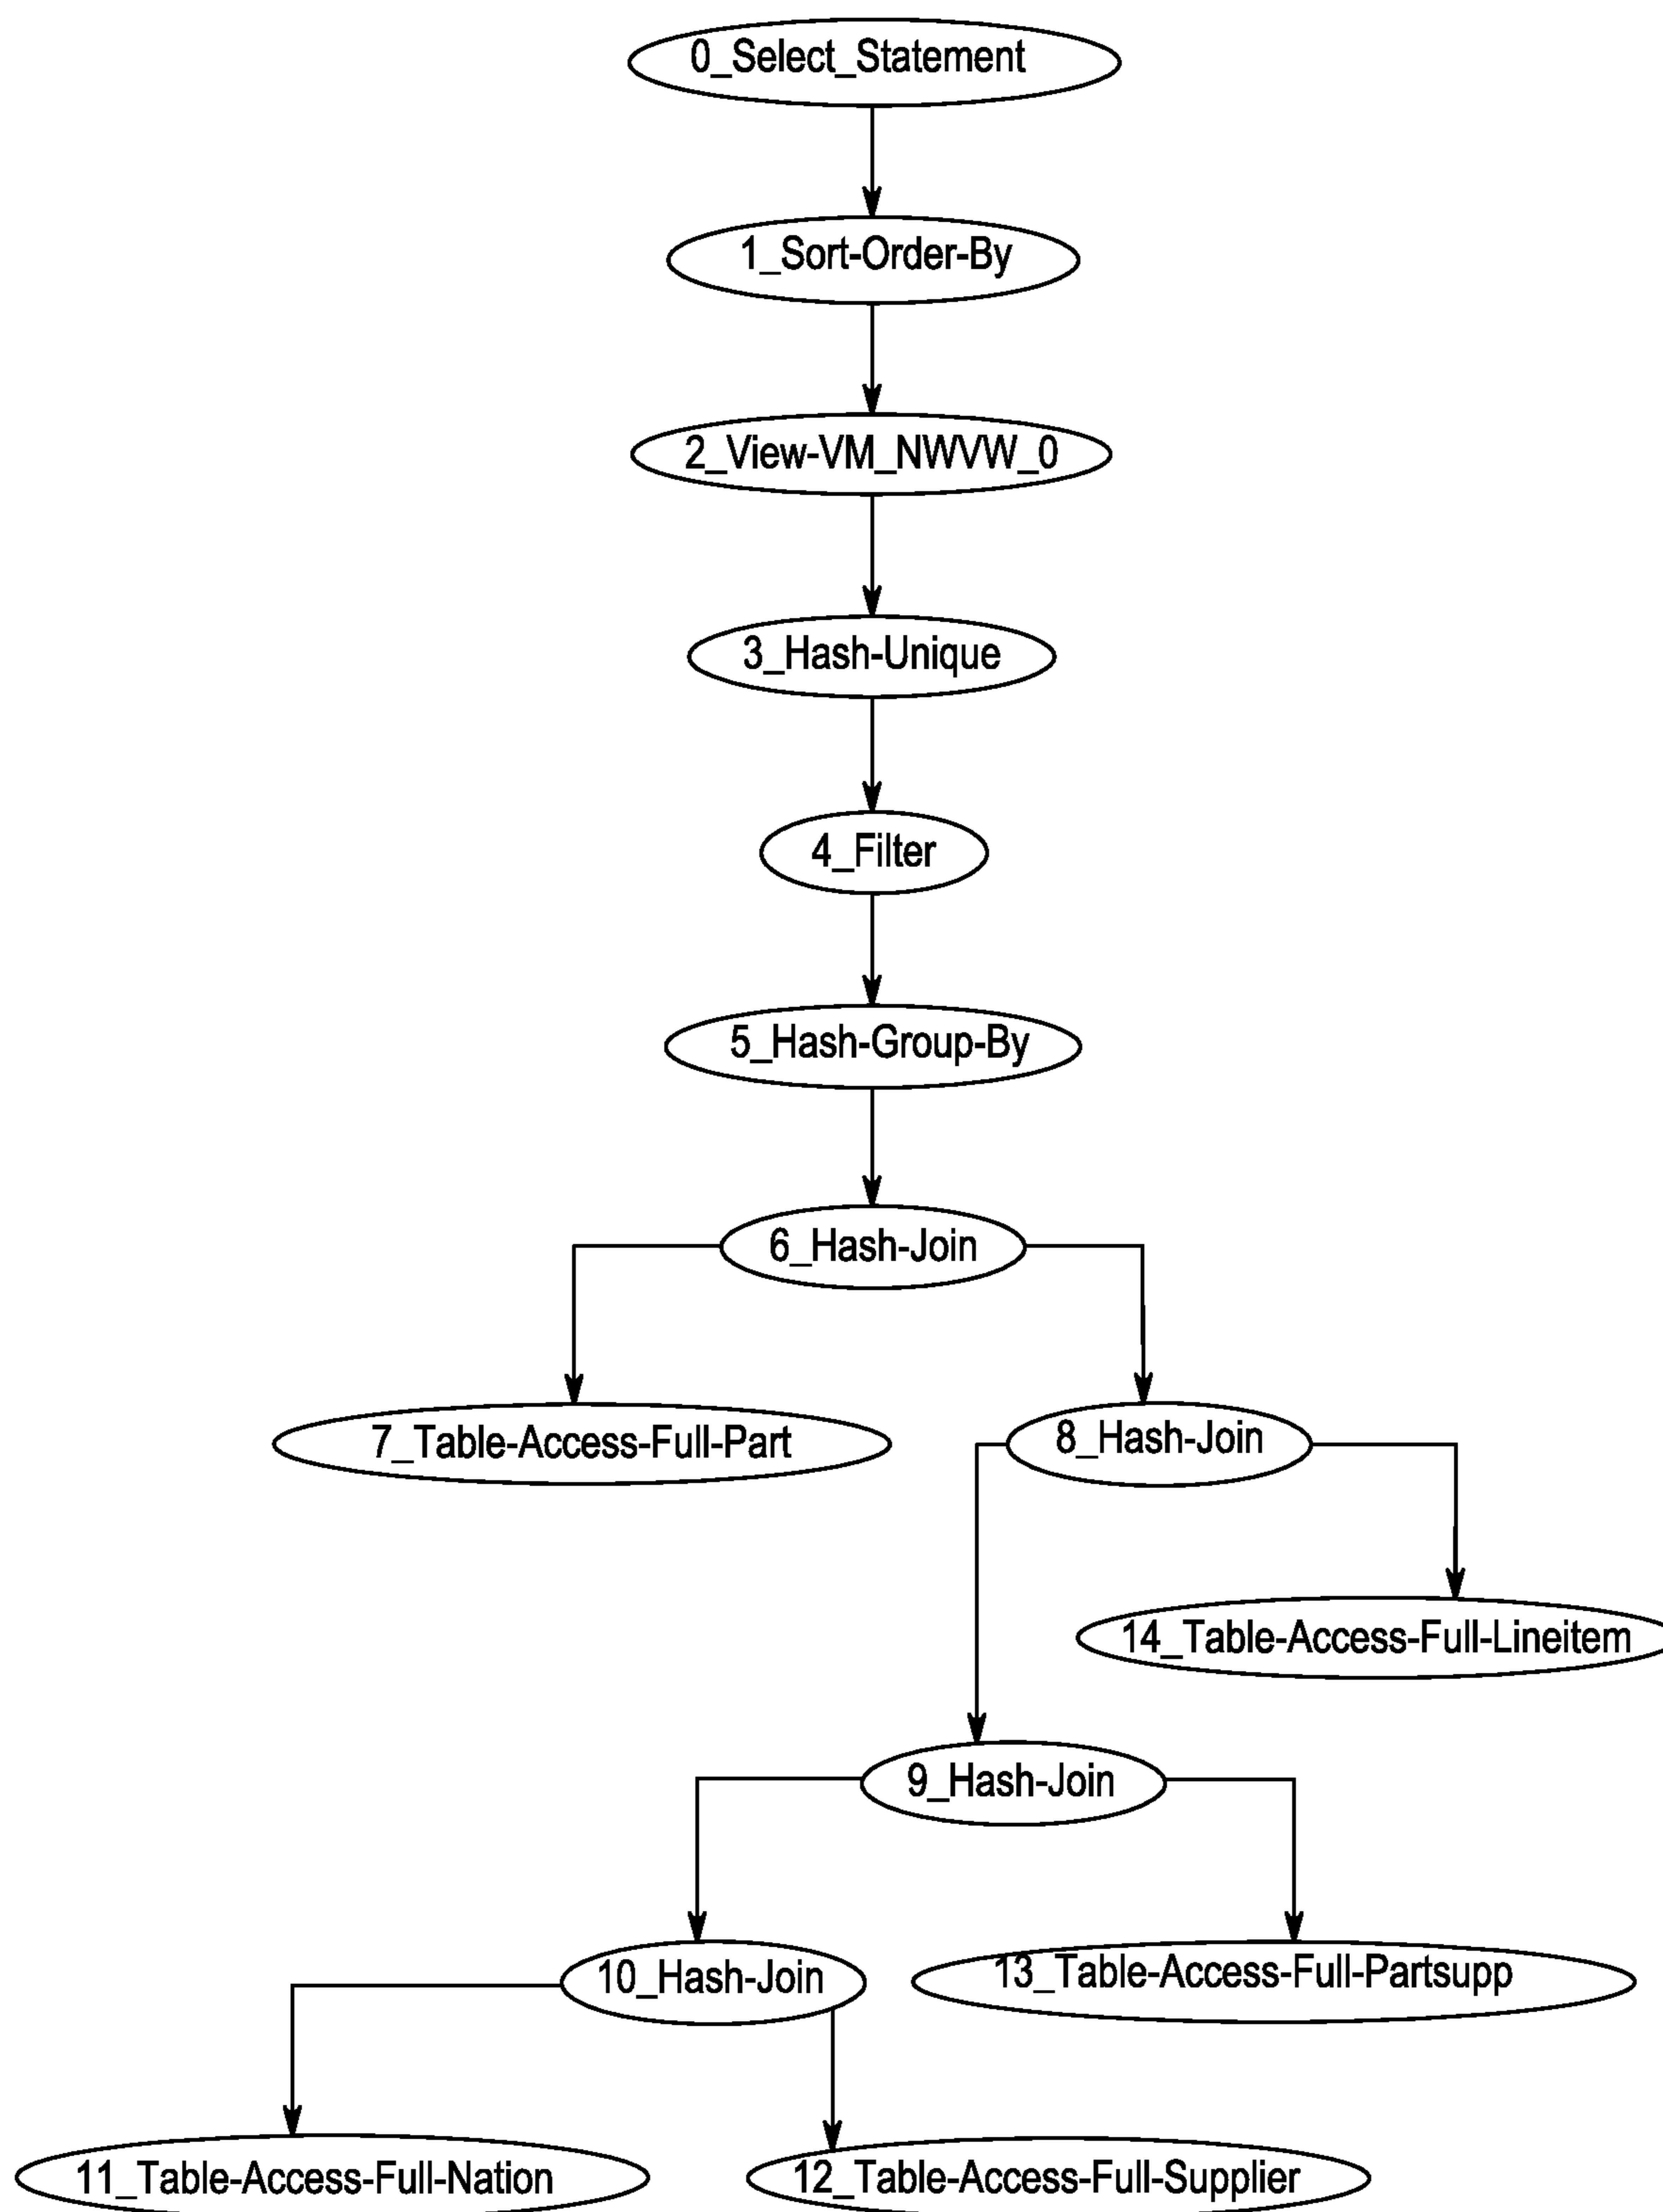 0_Select_Statement
1_Sort-Order-By
2_View-VM_NWVW_0
3_Hash-Unique
4_Filter
5_Hash-Group-By
6_Hash-Join
7_Table-Access-Full-Part
8_Hash-Join
14_Table-Access-Full-Lineitem
9_Hash-Join
10_Hash-Join
13_Table-Access-Full-Partsupp
11_Table-Access-Full-Nation
12_Table-Access-Full-Supplier